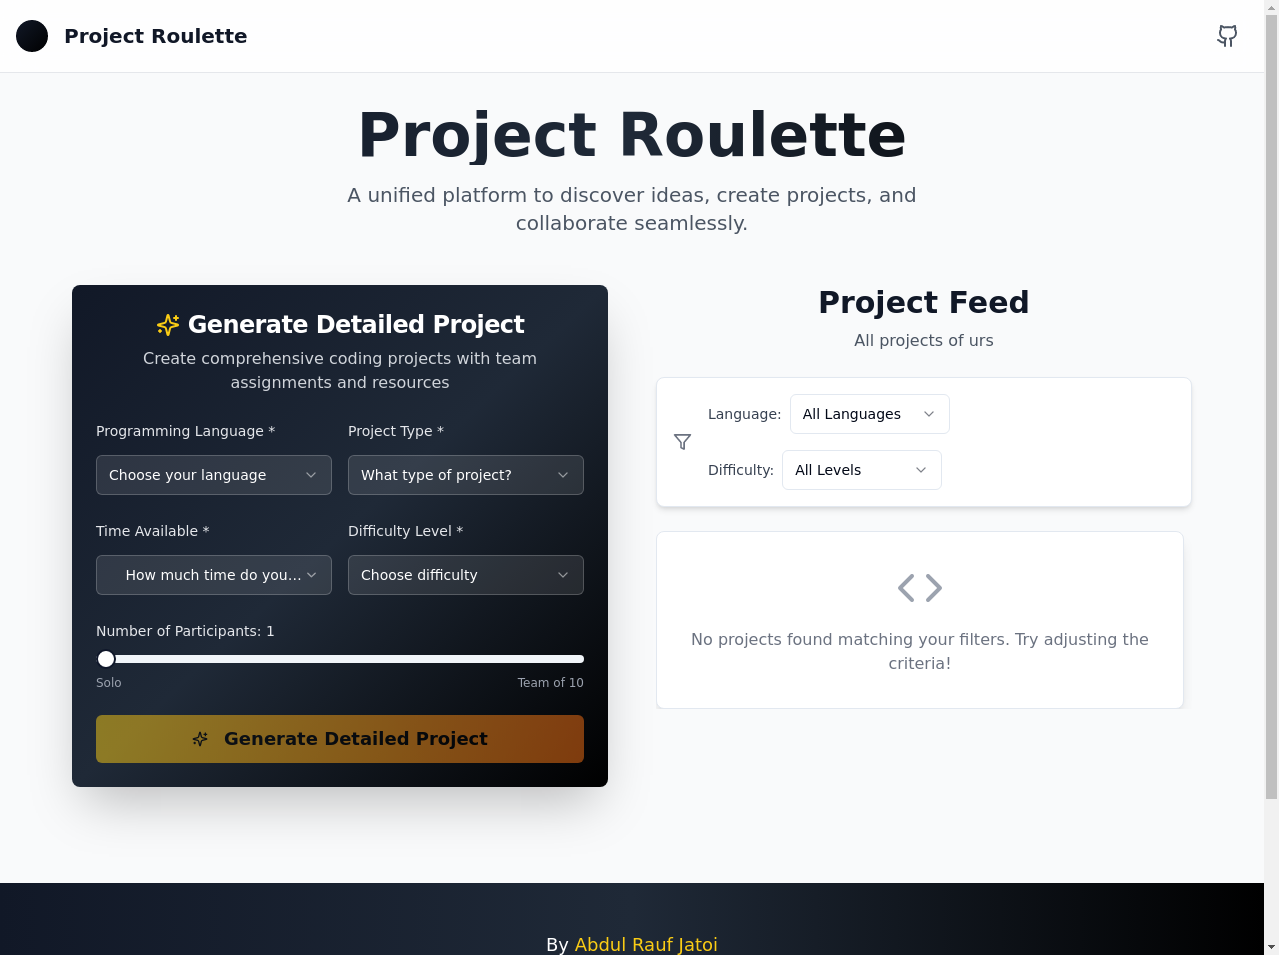 Project Roulette
Project Roulette
A unified platform to discover ideas, create projects, and
collaborate seamlessly.
Generate Detailed Project
Create comprehensive coding projects with team
assignments and resources
Programming Language *
Project Type *
Choose your language
What type of project?
Time Available *
Difficulty Level *
How much time do you…
Choose difficulty
Number of Participants: 1
Solo
Team of 10
Generate Detailed Project
Project Feed
All projects of urs
Language:
All Languages
Difficulty:
All Levels
No projects found matching your filters. Try adjusting the
criteria!
By Abdul Rauf Jatoi